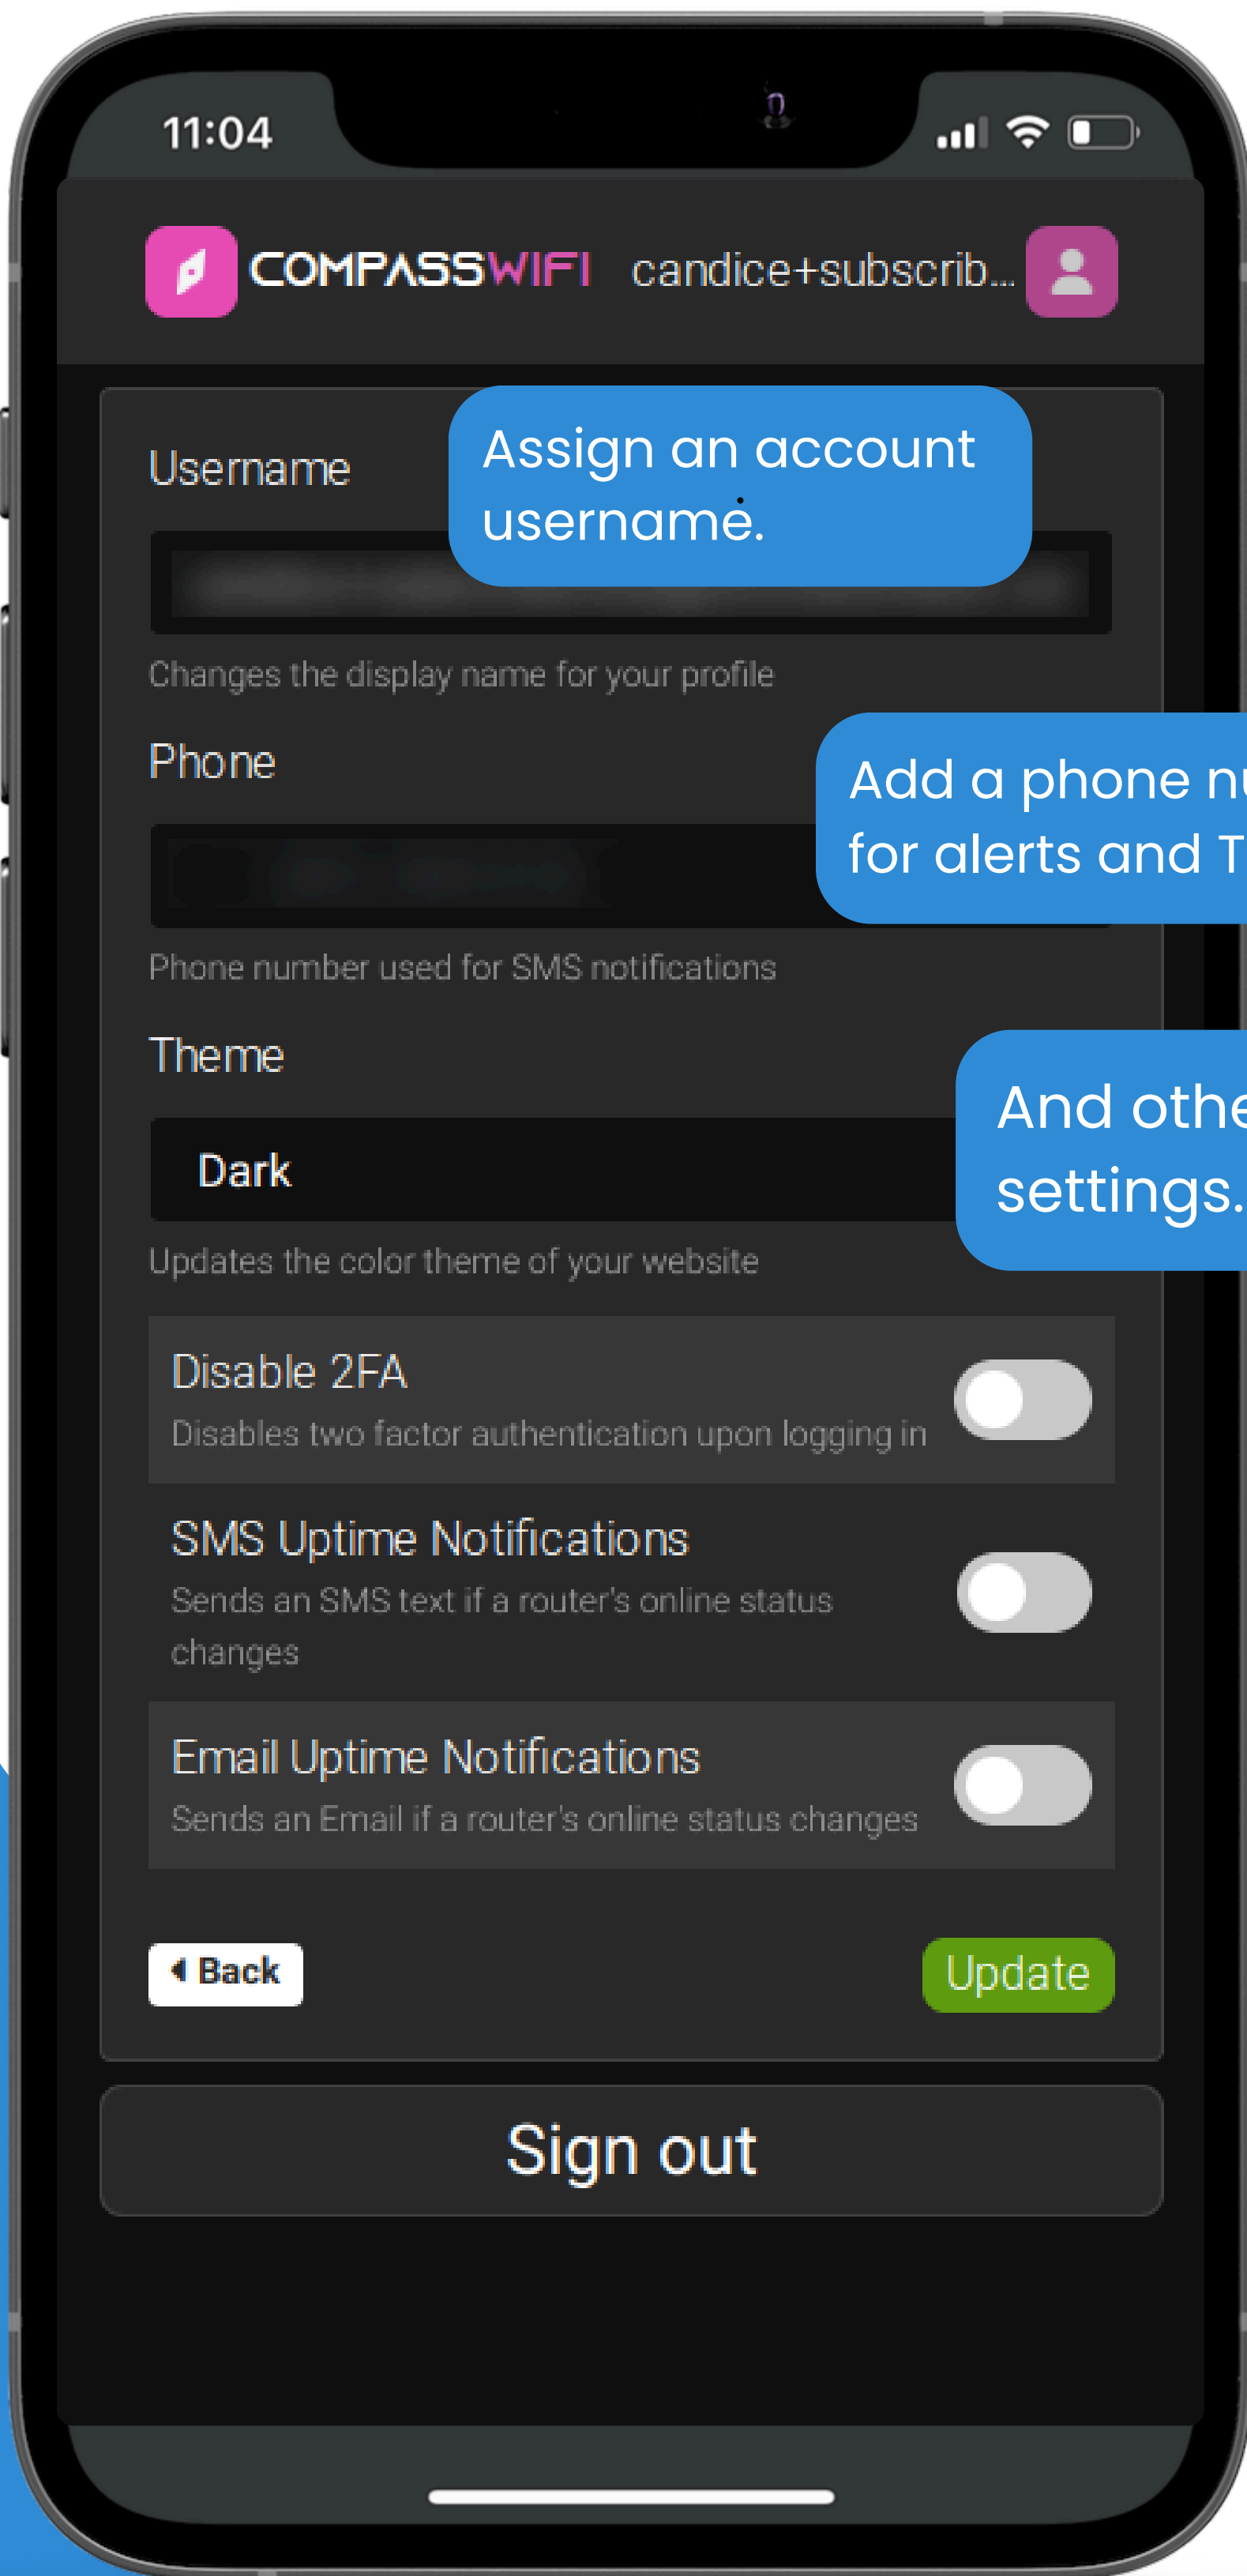 11:04
COMPASSWIFI candice+subscrib...
Username
Assign an account
username.
Changes the display name for your profile
Phone
Add a phone
for alerts and
Phone number used for SMS notifications
Theme
And
settings.
Dark
Updates the color theme of your website
Disable 2FA
Disables two factor authentication upon logging in
SMS Uptime Notifications
Sends an SMS text if a router's online status
changes
Email Uptime Notifications
Sends an Email if a router's online status changes
Back
Update
Sign out